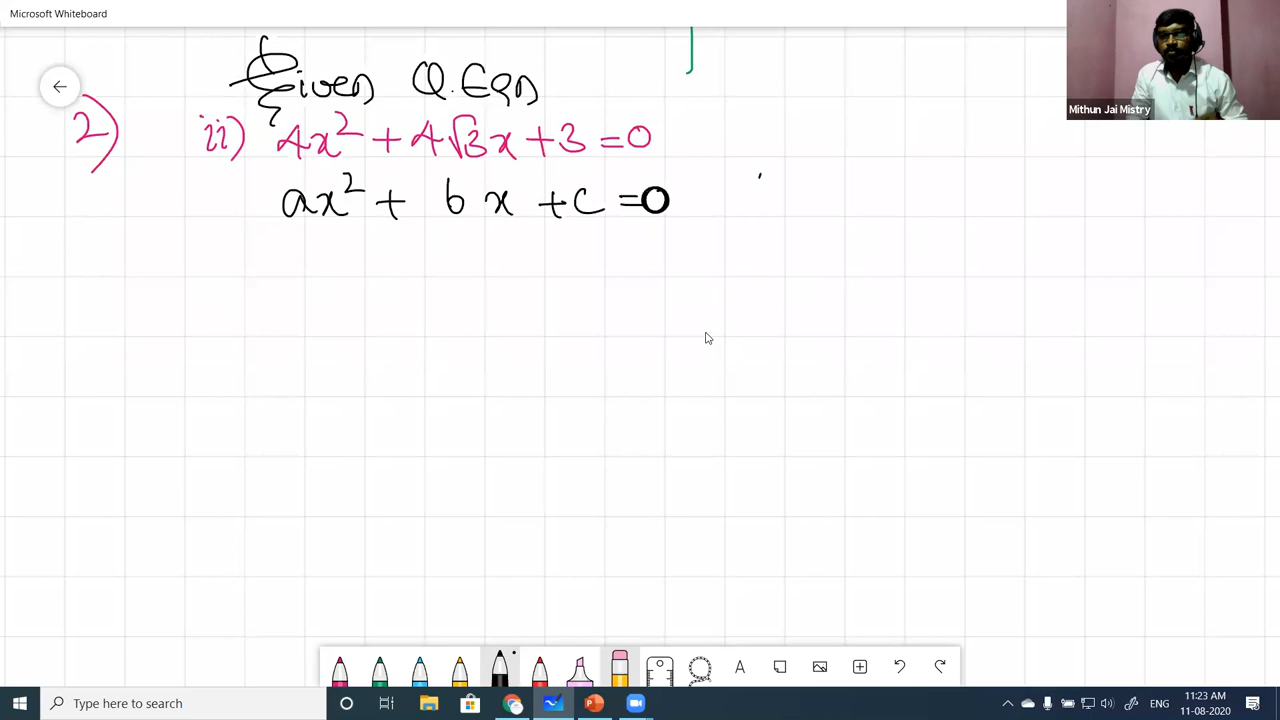 Microsoft Whiteboard
Given Q.Eqn
2) ii) 4x² + 4√3x + 3 = 0
ax² + bx + c = 0
Mithun Jai Mistry
A
Type here to search
ENG
11:23 AM
11-08-2020